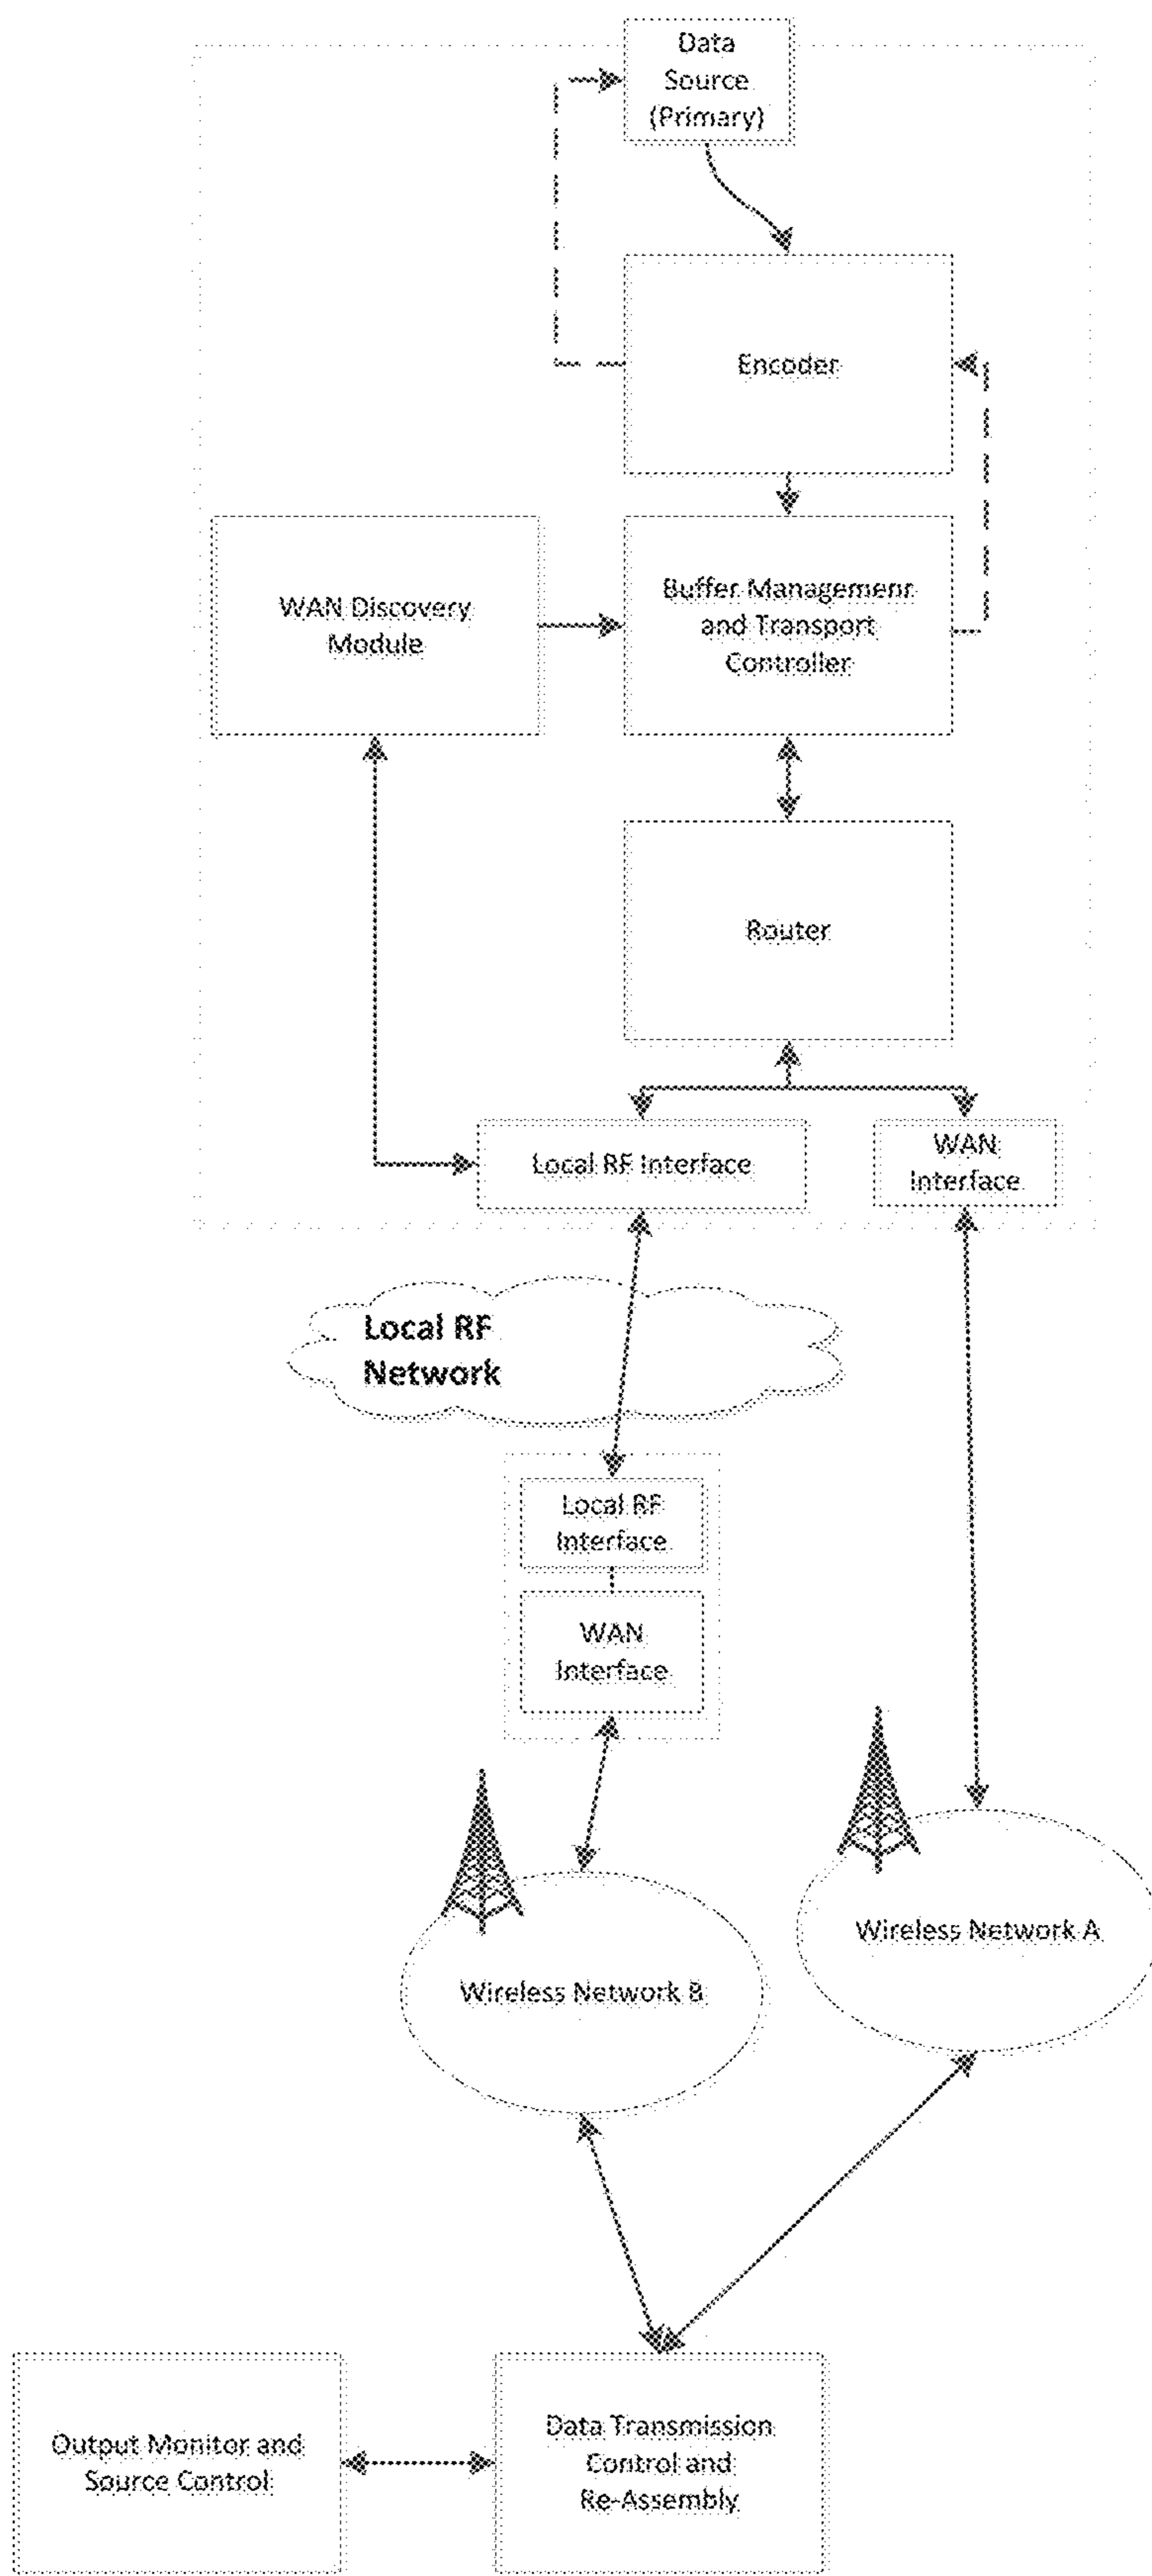 Data
Source
(Primary)
Encoder
WAN Discovery
Module
Buffer Management
and Transport
Controller
Router
Local RF Interface
WAN
Interface
Local RF
Network
Local RF
Interface
WAN
Interface
Wireless Network A
Wireless Network B
Output Monitor and
Source Control
Data Transmission
Control and
Re-Assembly